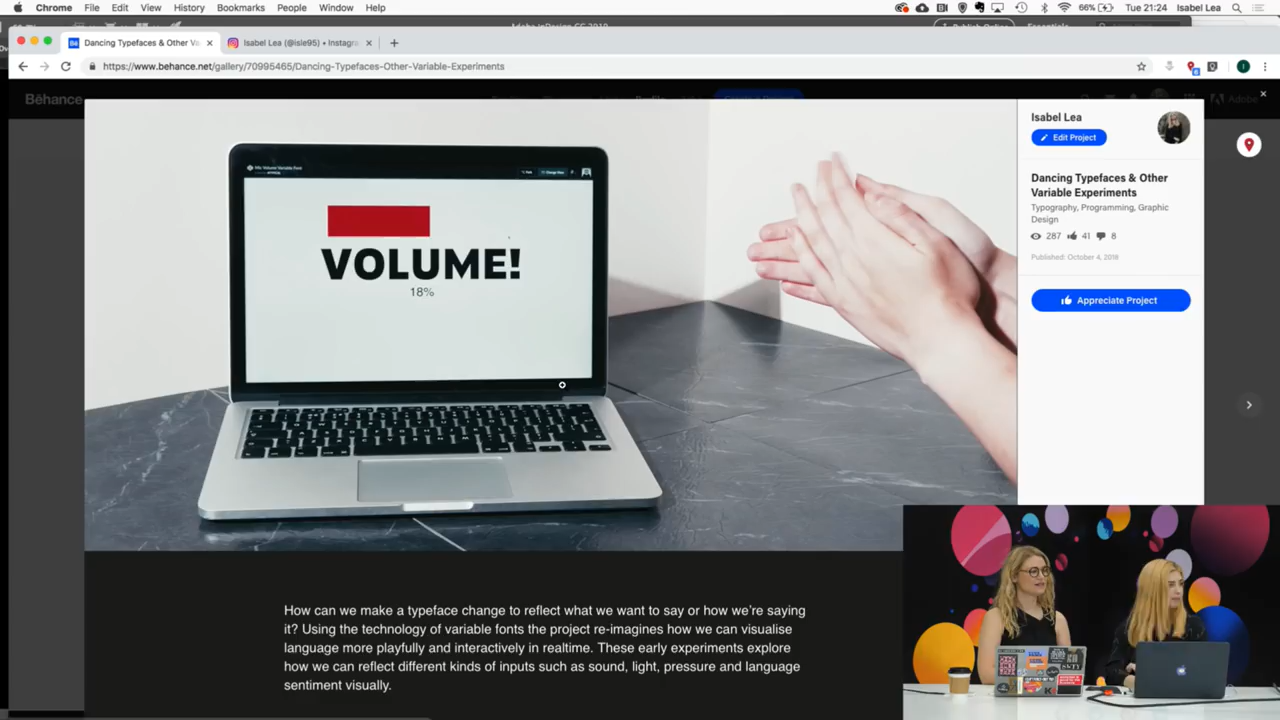 Chrome File Edit View History Bookmarks People Window Help
66% Tue 21:24 Isabel Lea
Dancing Typefaces & Other Va
Isabel Lea (@isle95) • Instagra
https://www.behance.net/gallery/70995465/Dancing-Typefaces-Other-Variable-Experiments
Bēhance
Adobe
Isabel Lea
Edit Project
Dancing Typefaces & Other
Variable Experiments
Typography, Programming, Graphic
Design
287 41 8
Published: October 4, 2018
Appreciate Project
VOLUME!
18%
How can we make a typeface change to reflect what we want to say or how we're saying
it? Using the technology of variable fonts the project re-imagines how we can visualise
language more playfully and interactively in realtime. These early experiments explore
how we can reflect different kinds of inputs such as sound, light, pressure and language
sentiment visually.